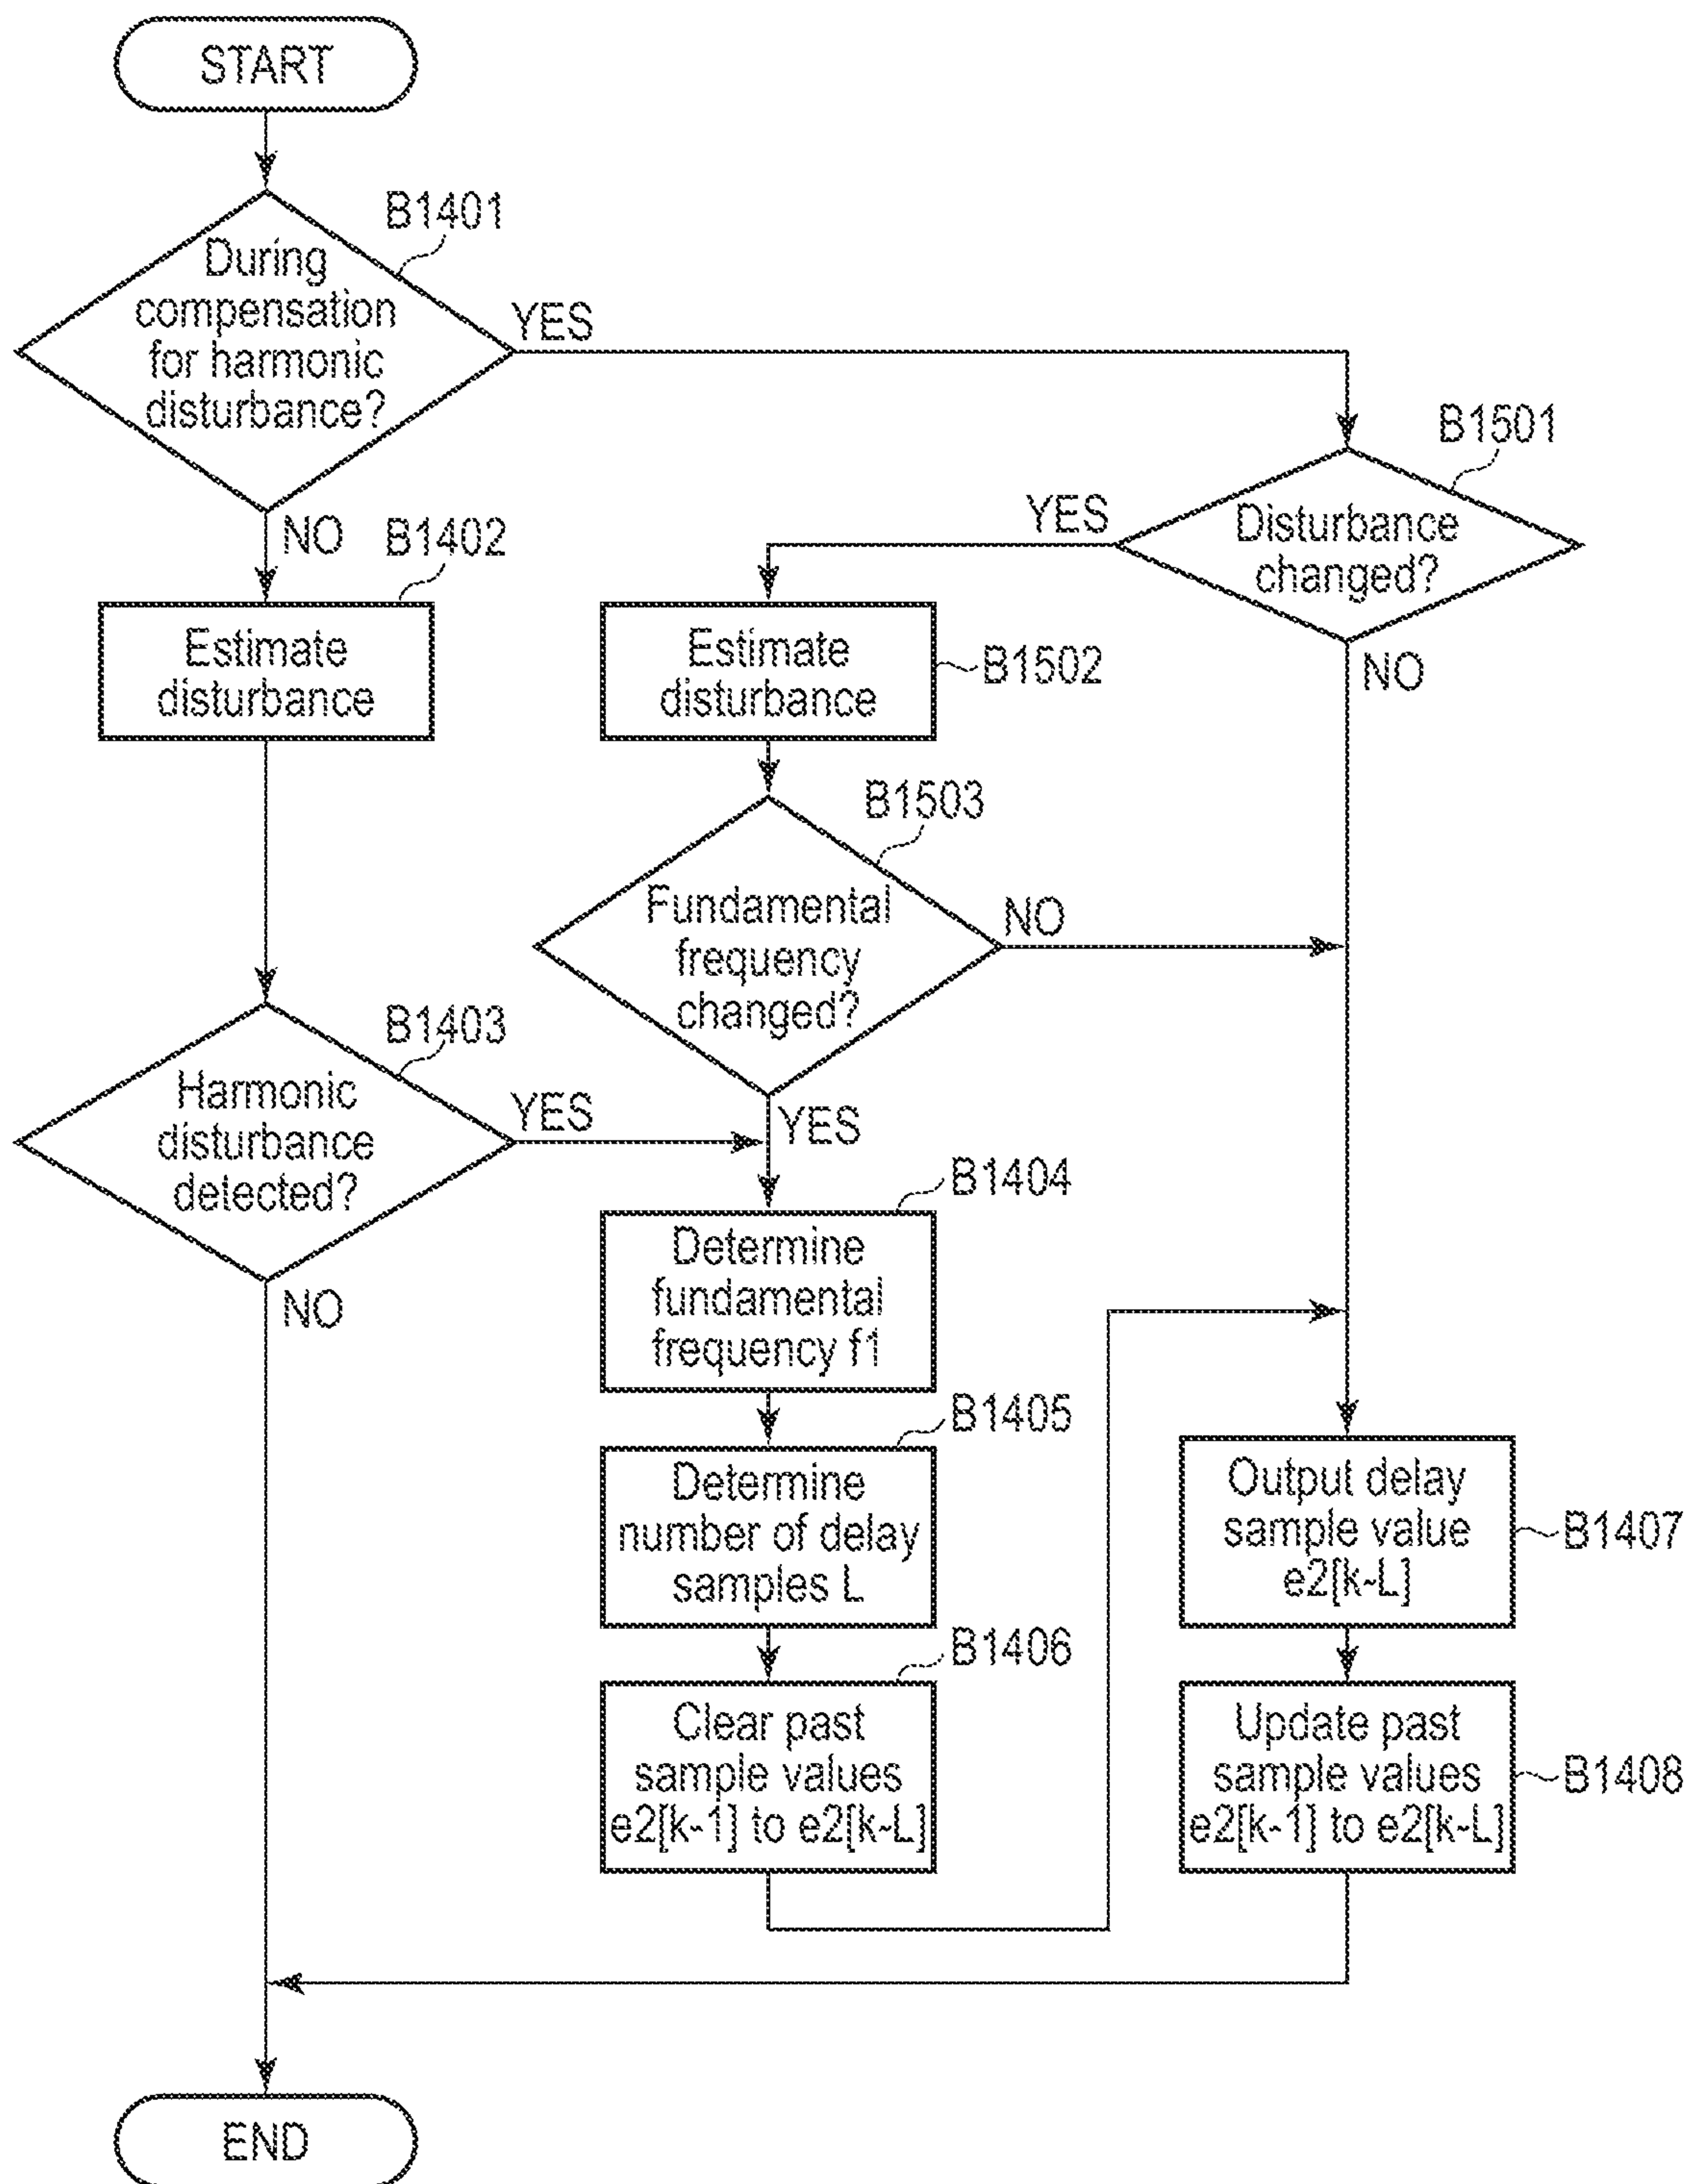 START
B1401
During
compensation
for harmonic
disturbance?
YES
NO
B1501
Disturbance
changed?
YES
NO
B1402
Estimate
disturbance
Estimate
disturbance
B1502
B1503
Fundamental
frequency
changed?
NO
YES
B1403
Harmonic
disturbance
detected?
YES
NO
B1404
Determine
fundamental
frequency f1
B1405
Determine
number of delay
samples L
B1406
Clear past
sample values
e2[k-1] to e2[k-L]
Output delay
sample value
e2[k-L]
B1407
Update past
sample values
e2[k-1] to e2[k-L]
B1408
END